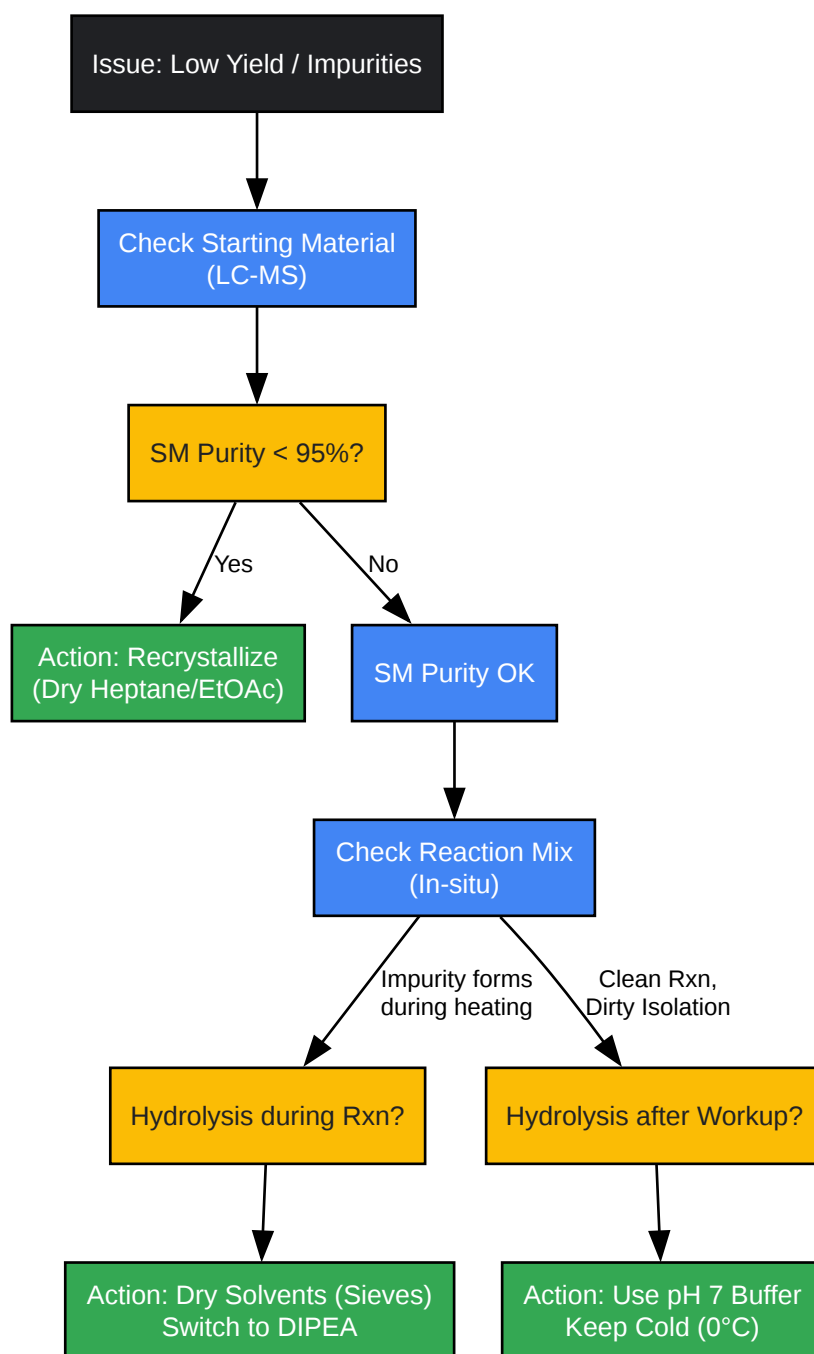 Issue: Low Yield / Impurities
Check Starting Material
(LC-MS)
SM Purity < 95%?
Yes
No
Action: Recrystallize
(Dry Heptane/EtOAc)
SM Purity OK
Check Reaction Mix
(In-situ)
Impurity forms
during heating
Clean Rxn,
Dirty Isolation
Hydrolysis during Rxn?
Hydrolysis after Workup?
Action: Dry Solvents (Sieves)
Switch to DIPEA
Action: Use pH 7 Buffer
Keep Cold (0°C)